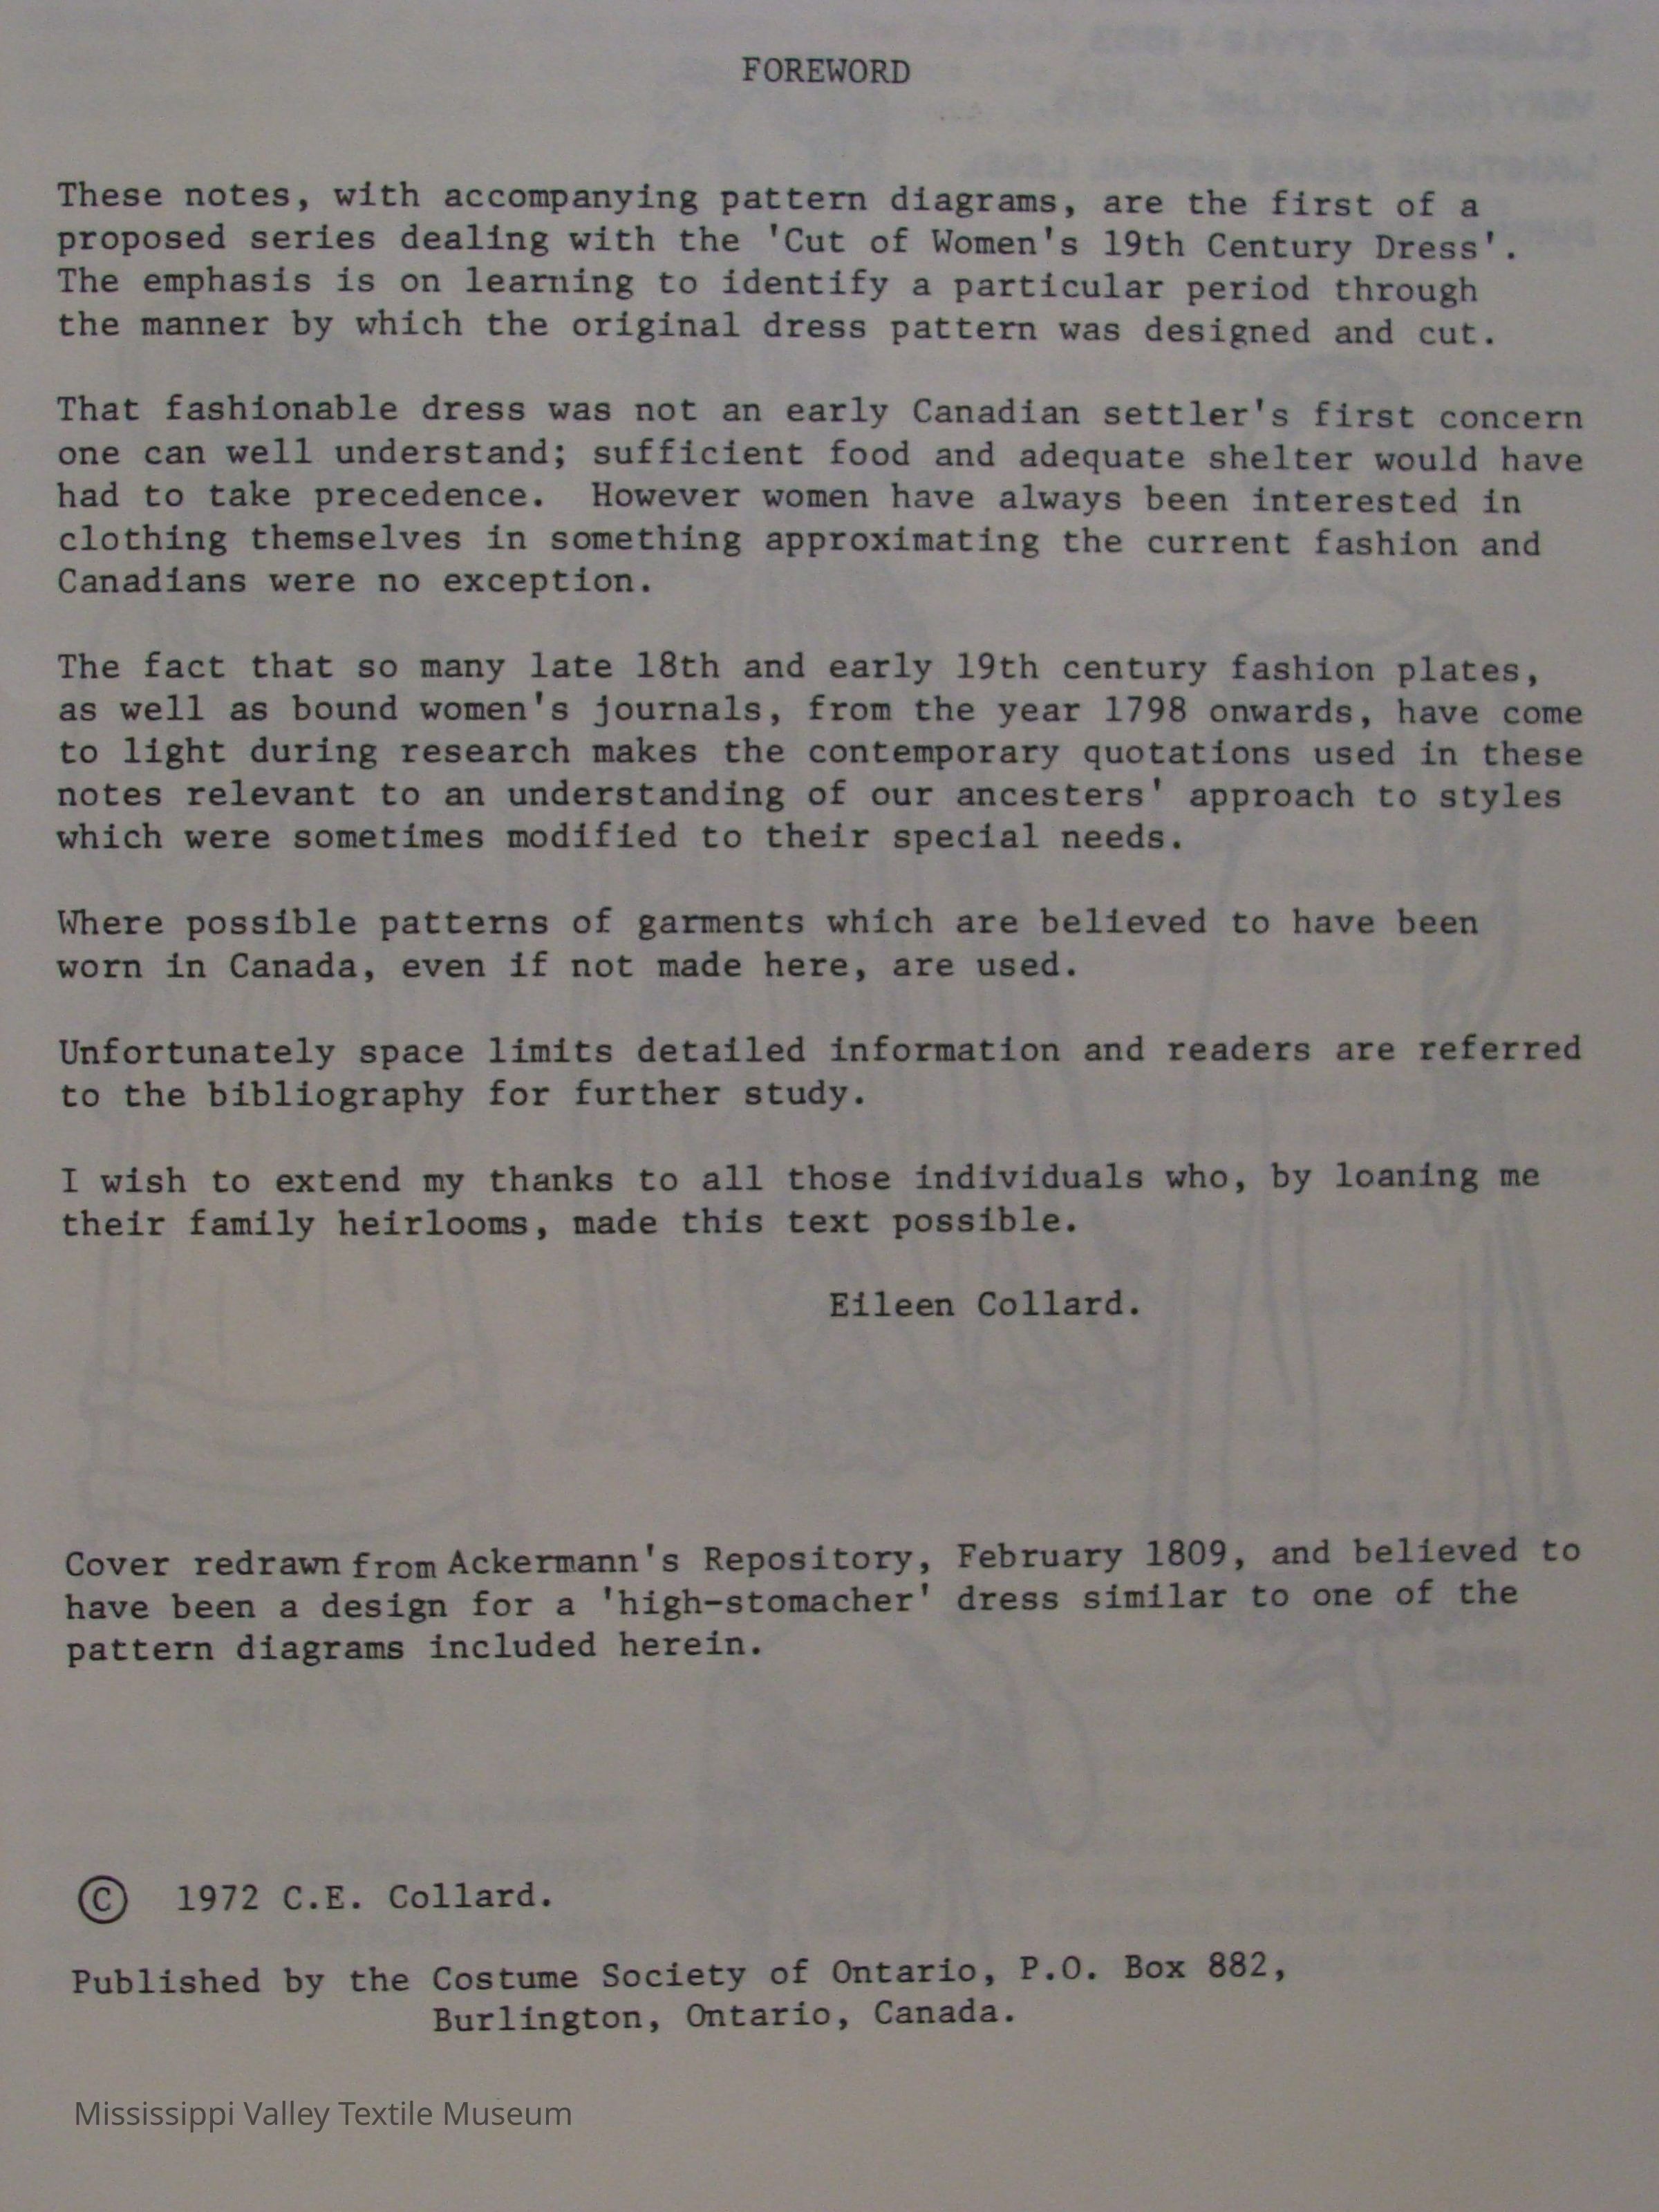 FOREWORD
These notes, with accompanying pattern diagrams, are the first of a
proposed series dealing with the 'Cut of Women's 19th Century Dress'.
The emphasis is on learning to identify a particular period through
the manner by which the original dress pattern was designed and cut.
That fashionable dress was not an early Canadian settler's first concern
one can well understand; sufficient food and adequate shelter would have
had to take precedence.  However women have always been interested in
clothing themselves in something approximating the current fashion and
Canadians were no exception.
The fact that so many late 18th and early 19th century fashion plates,
as well as bound women's journals, from the year 1798 onwards, have come
to light during research makes the contemporary quotations used in these
notes relevant to an understanding of our ancesters' approach to styles
which were sometimes modified to their special needs.
Where possible patterns of garments which are believed to have been
worn in Canada, even if not made here, are used.
Unfortunately space limits detailed information and readers are referred
to the bibliography for further study.
I wish to extend my thanks to all those individuals who, by loaning me
their family heirlooms, made this text possible.
Eileen Collard.
Cover redrawn from Ackermann's Repository, February 1809, and believed to
have been a design for a 'high-stomacher' dress similar to one of the
pattern diagrams included herein.
© 1972 C.E. Collard.
Published by the Costume Society of Ontario, P.O. Box 882,
Burlington, Ontario, Canada.
Mississippi Valley Textile Museum